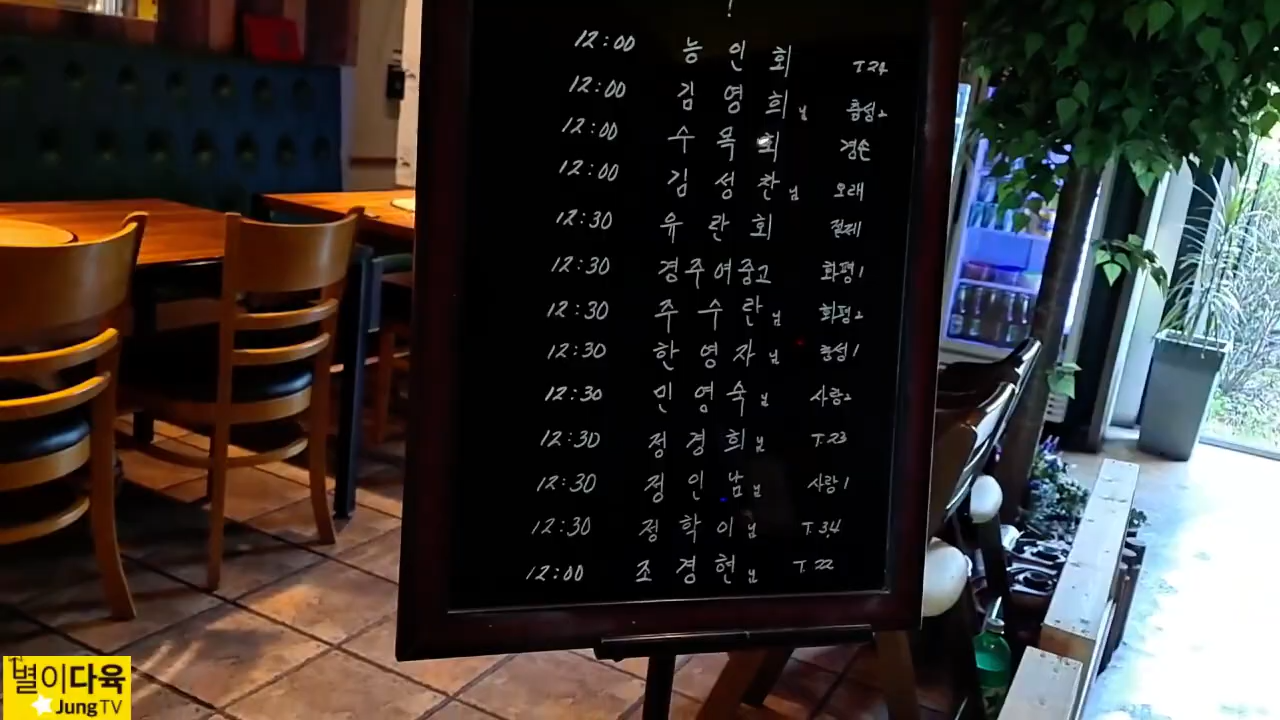 12:00 능인회 T.24
12:00 김영희님 충성2
12:00 수목회 겸손
12:00 김성찬님 오래
12:30 유란회 절제
12:30 경주여중고 화평1
12:30 주수란님 화평2
12:30 한영자님 충성1
12:30 민영숙님 사랑2
12:30 정경희님 T.23
12:30 정인남님 사랑1
12:30 정학이님 T.34
12:00 조경현님 T.22
별이다육
JungTV